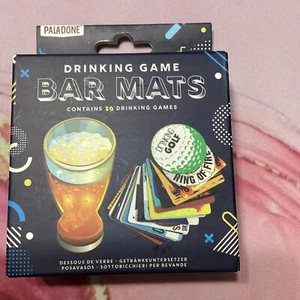 PALADONE
DRINKING GAME
BAR MATS
CONTAINS 10 DRINKING GAMES
DRINKING
GOLF
RING OF FIRE
DESSOUS DE VERRE - GETRÄNKEUNTERSETZER
POSAVASOS - SOTTOBICCHIERI PER BEVANDE